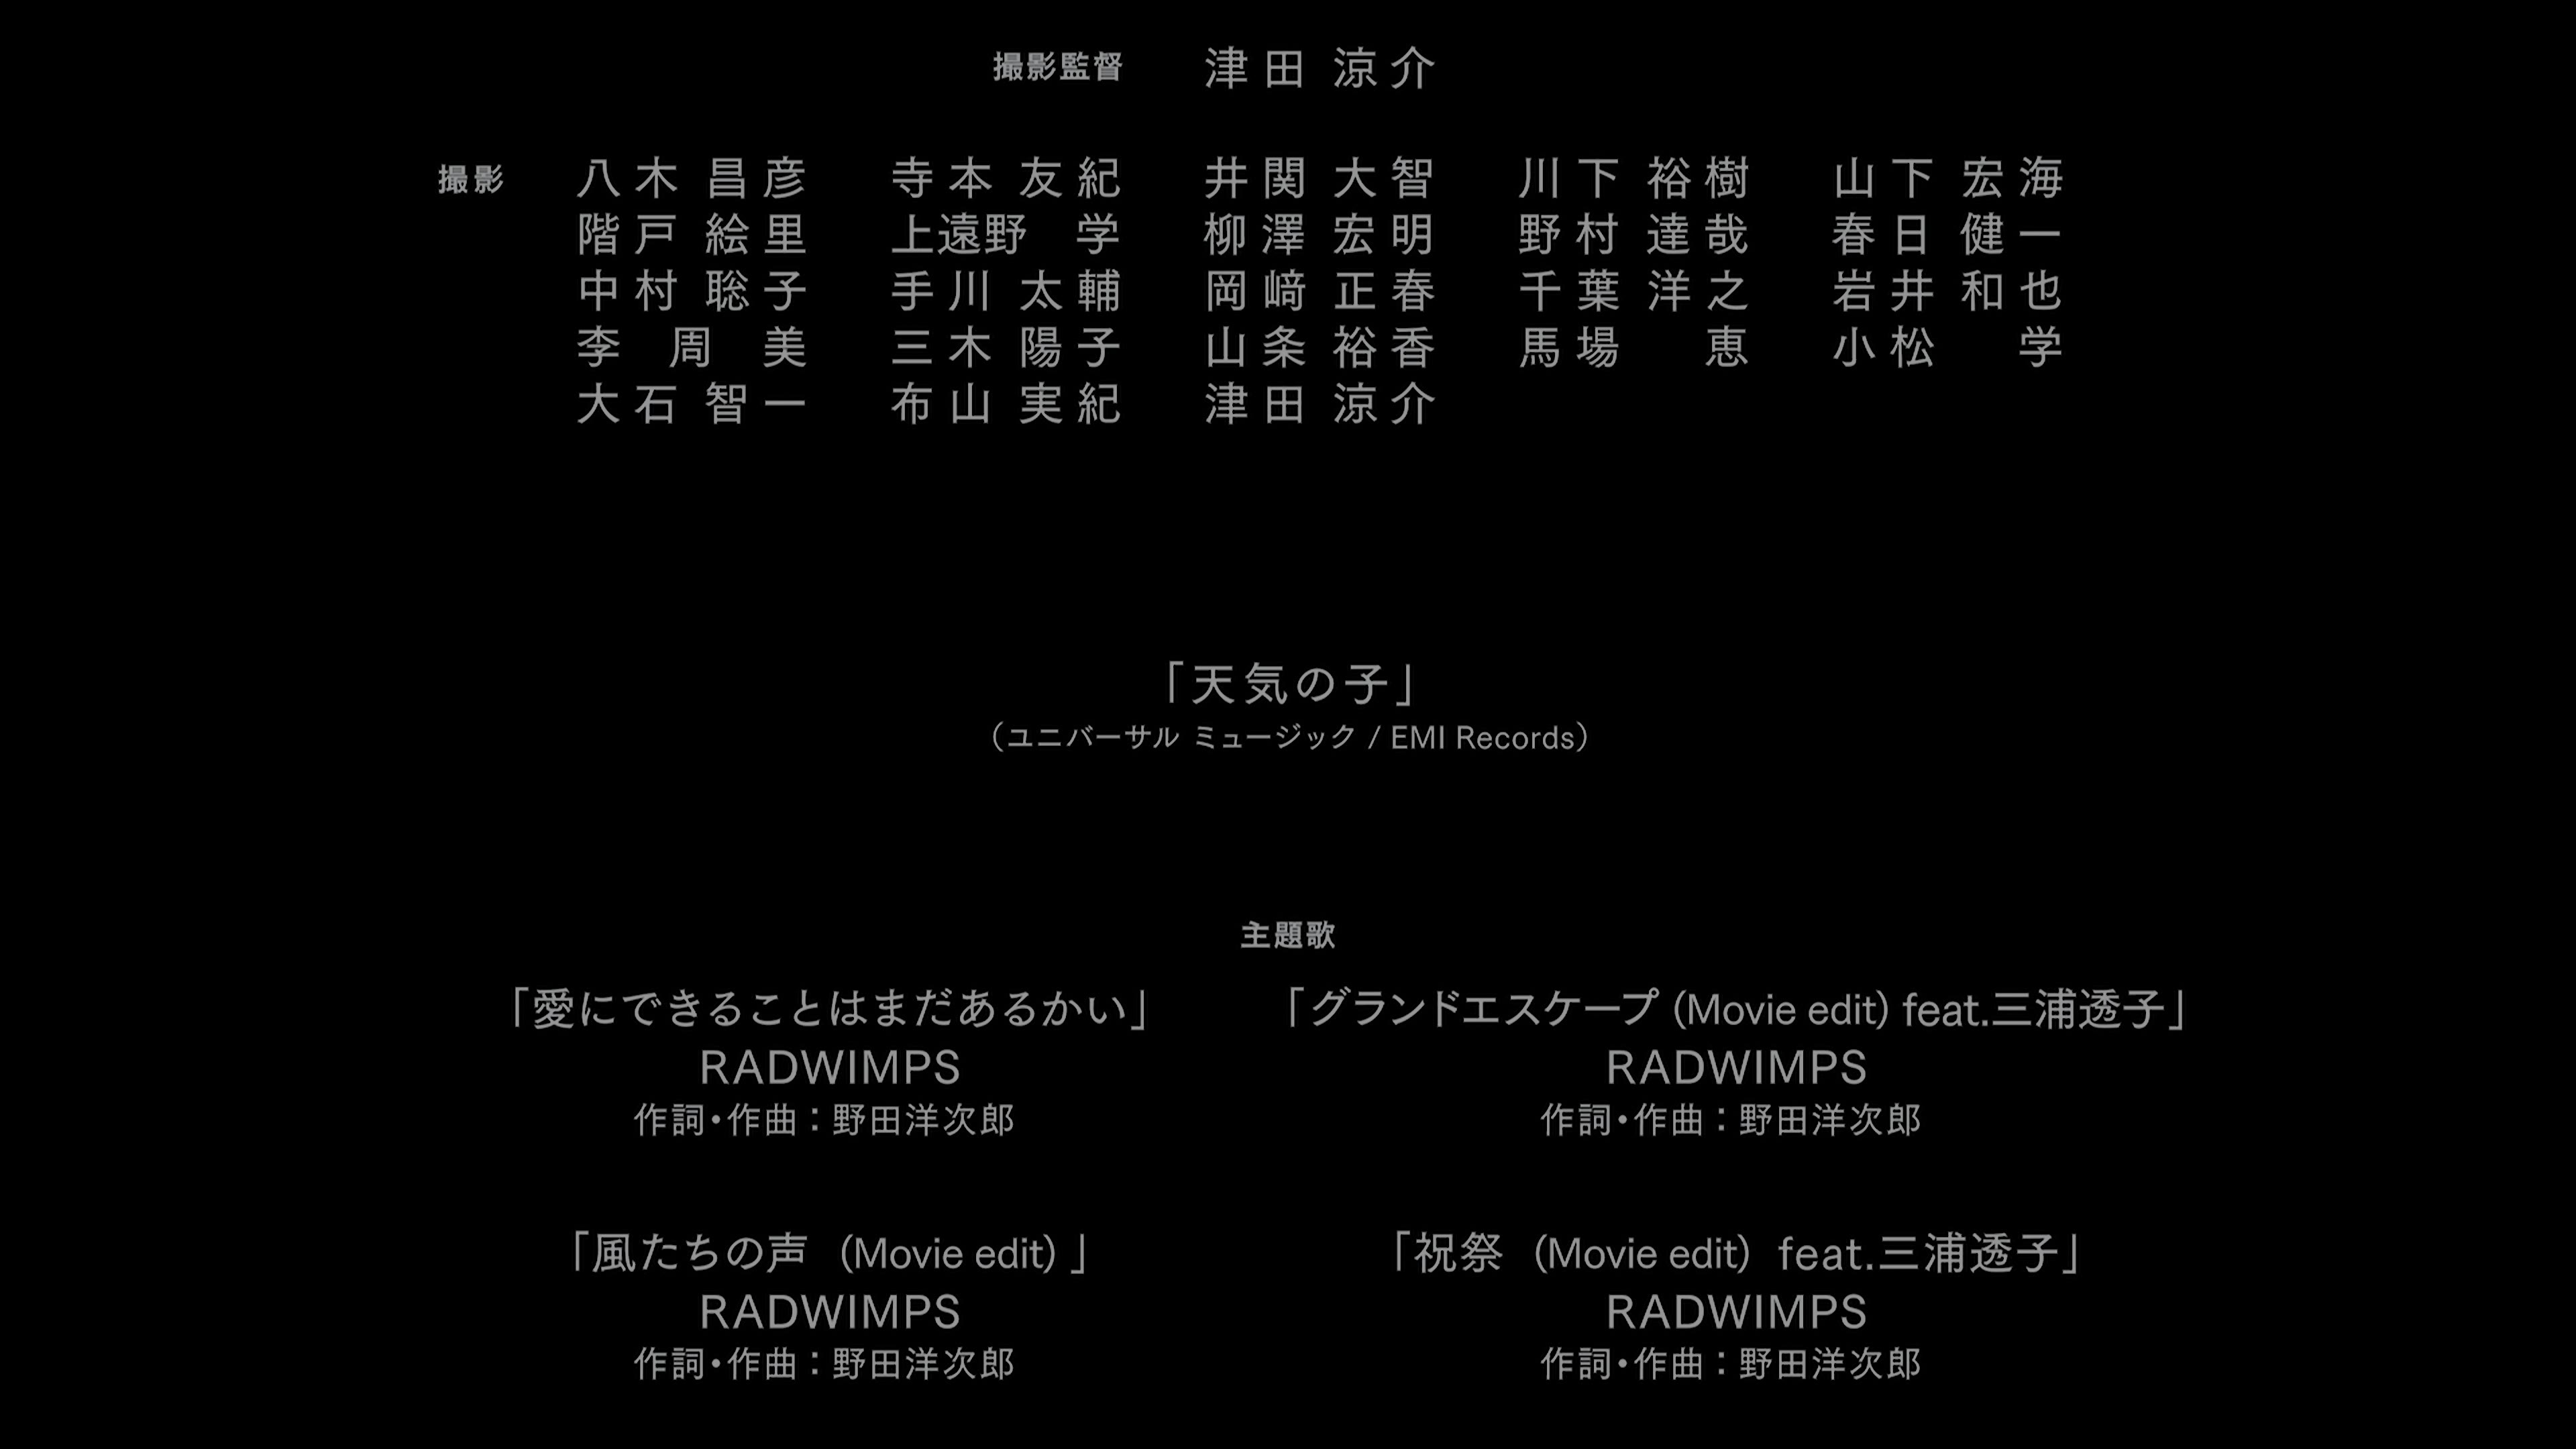 撮影監督 津田 涼介
撮影 八木 昌彦 寺本 友紀 井関 大智 川下 裕樹 山下 宏海
階戸 絵里 上遠野 学 柳澤 宏明 野村 達哉 春日 健一
中村 聡子 手川 太輔 岡﨑 正春 千葉 洋之 岩井 和也
李 周 美 三木 陽子 山条 裕香 馬場 恵 小松 学
大石 智一 布山 実紀 津田 涼介
「天気の子」
(ユニバーサル ミュージック / EMI Records)
主題歌
「愛にできることはまだあるかい」 「グランドエスケープ (Movie edit) feat.三浦透子」
RADWIMPS RADWIMPS
作詞・作曲：野田洋次郎 作詞・作曲：野田洋次郎
「風たちの声 (Movie edit) 」 「祝祭 (Movie edit) feat.三浦透子」
RADWIMPS RADWIMPS
作詞・作曲：野田洋次郎 作詞・作曲：野田洋次郎